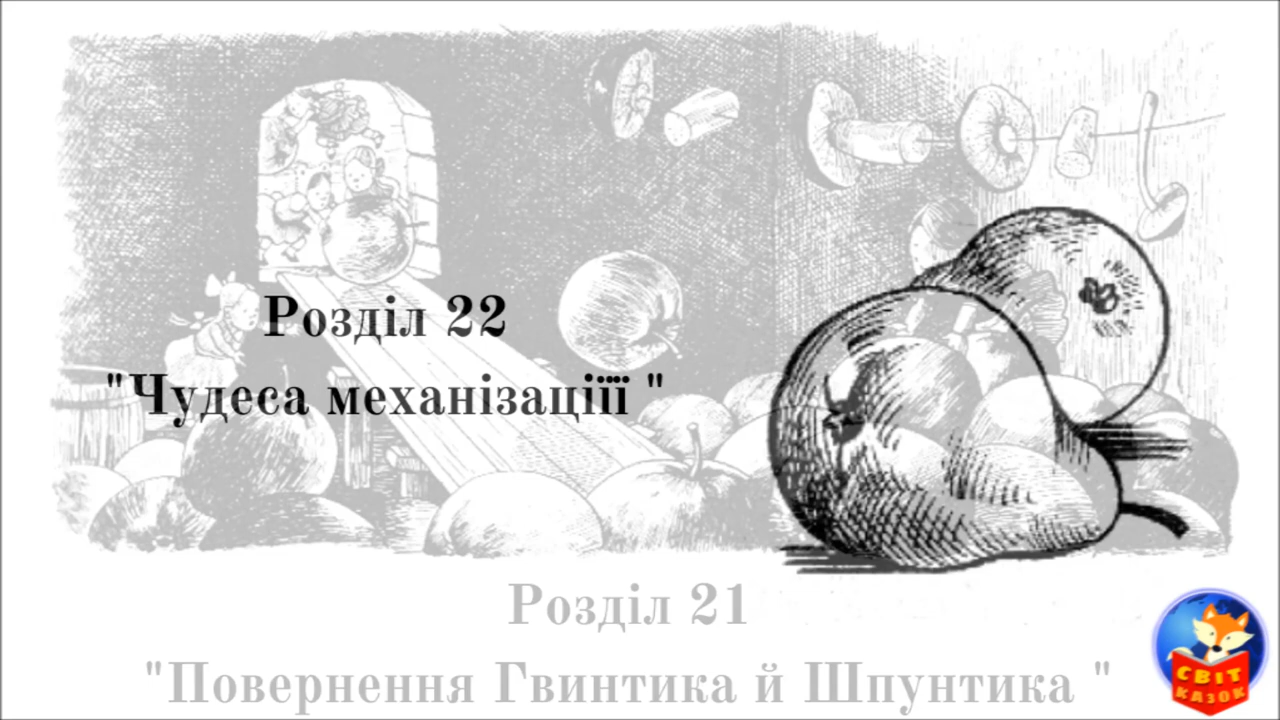 Розділ 22
"Чудеса механізаціїї "
Розділ 21
"Повернення Гвинтика й Шпунтика "
СВІТ
КАЗОК